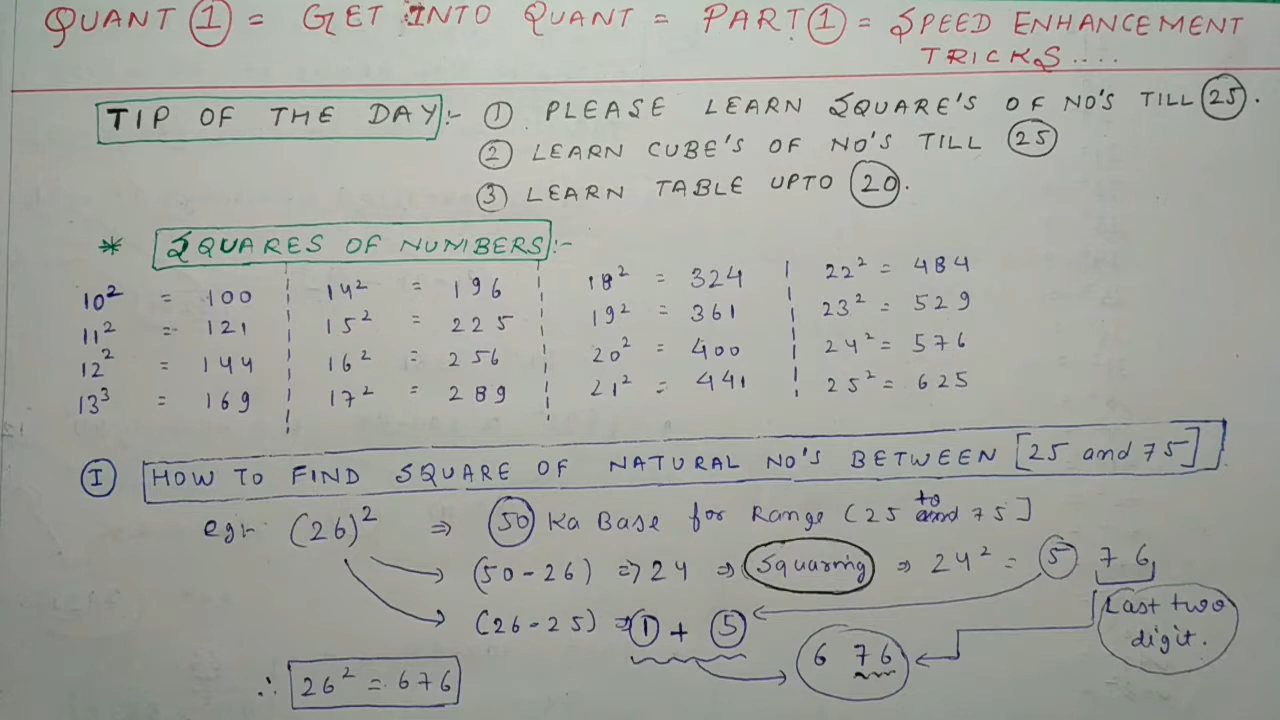 QUANT ① = GET INTO QUANT = PART ① = SPEED ENHANCEMENT
TRICKS....
TIP OF THE DAY :- ① PLEASE LEARN SQUARE'S OF NO'S TILL 25.
② LEARN CUBE'S OF NO'S TILL 25
③ LEARN TABLE UPTO 20.
* SQUARES OF NUMBERS :-
10² = 100 14² = 196 18² = 324 22² = 484
11² = 121 15² = 225 19² = 361 23² = 529
12² = 144 16² = 256 20² = 400 24² = 576
13³ = 169 17² = 289 21² = 441 25² = 625
Ⓘ HOW TO FIND SQUARE OF NATURAL NO'S BETWEEN [25 and 75]
eg:- (26)² ⇒ 50 Ka Base for Range (25 to and 75]
(50-26) ⇒ 24 ⇒ Squaring ⇒ 24² = 5 76
(26-25) ⇒ 1 + 5
Last two
digit.
6 76
∴ 26² = 676